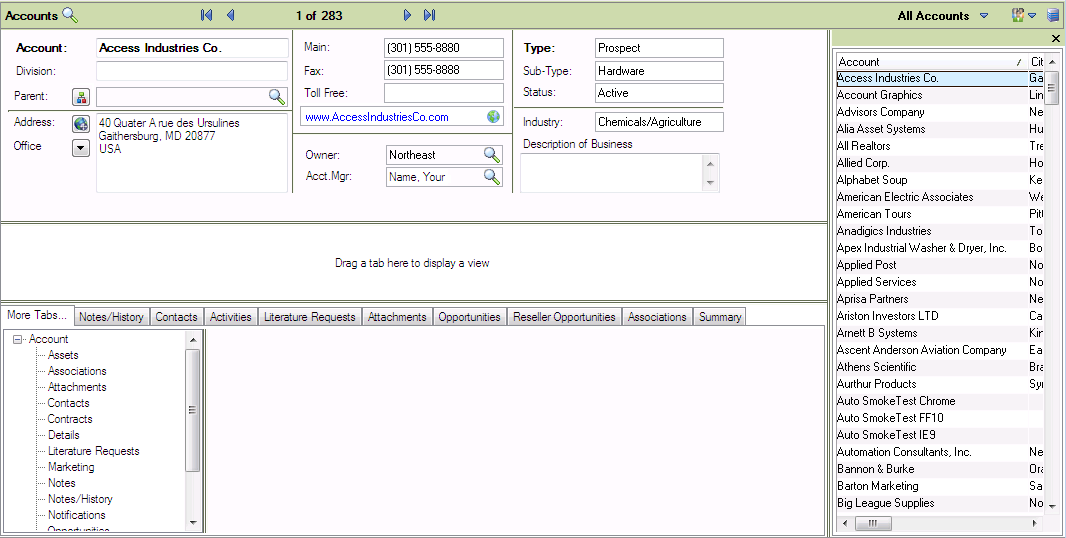 Accounts
1 of 283
All Accounts
Account: Access Industries Co.
Division:
Parent:
Address: 40 Quater A rue des Ursulines
Gaithersburg, MD 20877
Office
USA
Main: (301) 555-8880
Fax: (301) 555-8888
Toll Free:
www.AccessIndustriesCo.com
Owner: Northeast
Acct.Mgr: Name, Your
Type: Prospect
Sub-Type: Hardware
Status: Active
Industry: Chemicals/Agriculture
Description of Business
Drag a tab here to display a view
More Tabs... Notes/History Contacts Activities Literature Requests Attachments Opportunities Reseller Opportunities Associations Summary
Account
Assets
Associations
Attachments
Contacts
Contracts
Details
Literature Requests
Marketing
Notes
Notes/History
Notifications
Opportunities
Account / Cit
Access Industries Co. Ga
Account Graphics Lin
Advisors Company Ne
Alia Asset Systems Hu
All Realtors Tre
Allied Corp. Ho
Alphabet Soup Ke
American Electric Associates We
American Tours Pitt
Anadigics Industries To
Apex Industrial Washer & Dryer, Inc. Bo
Applied Post No
Applied Services No
Aprisa Partners Ne
Ariston Investors LTD Ca
Arnett B Systems Kin
Ascent Anderson Aviation Company Ea
Athens Scientific Bra
Aurthur Products Syr
Auto SmokeTest Chrome
Auto SmokeTest FF10
Auto SmokeTest IE9
Automation Consultants, Inc. Ne
Bannon & Burke Ora
Barton Marketing Sa
Big League Supplies No